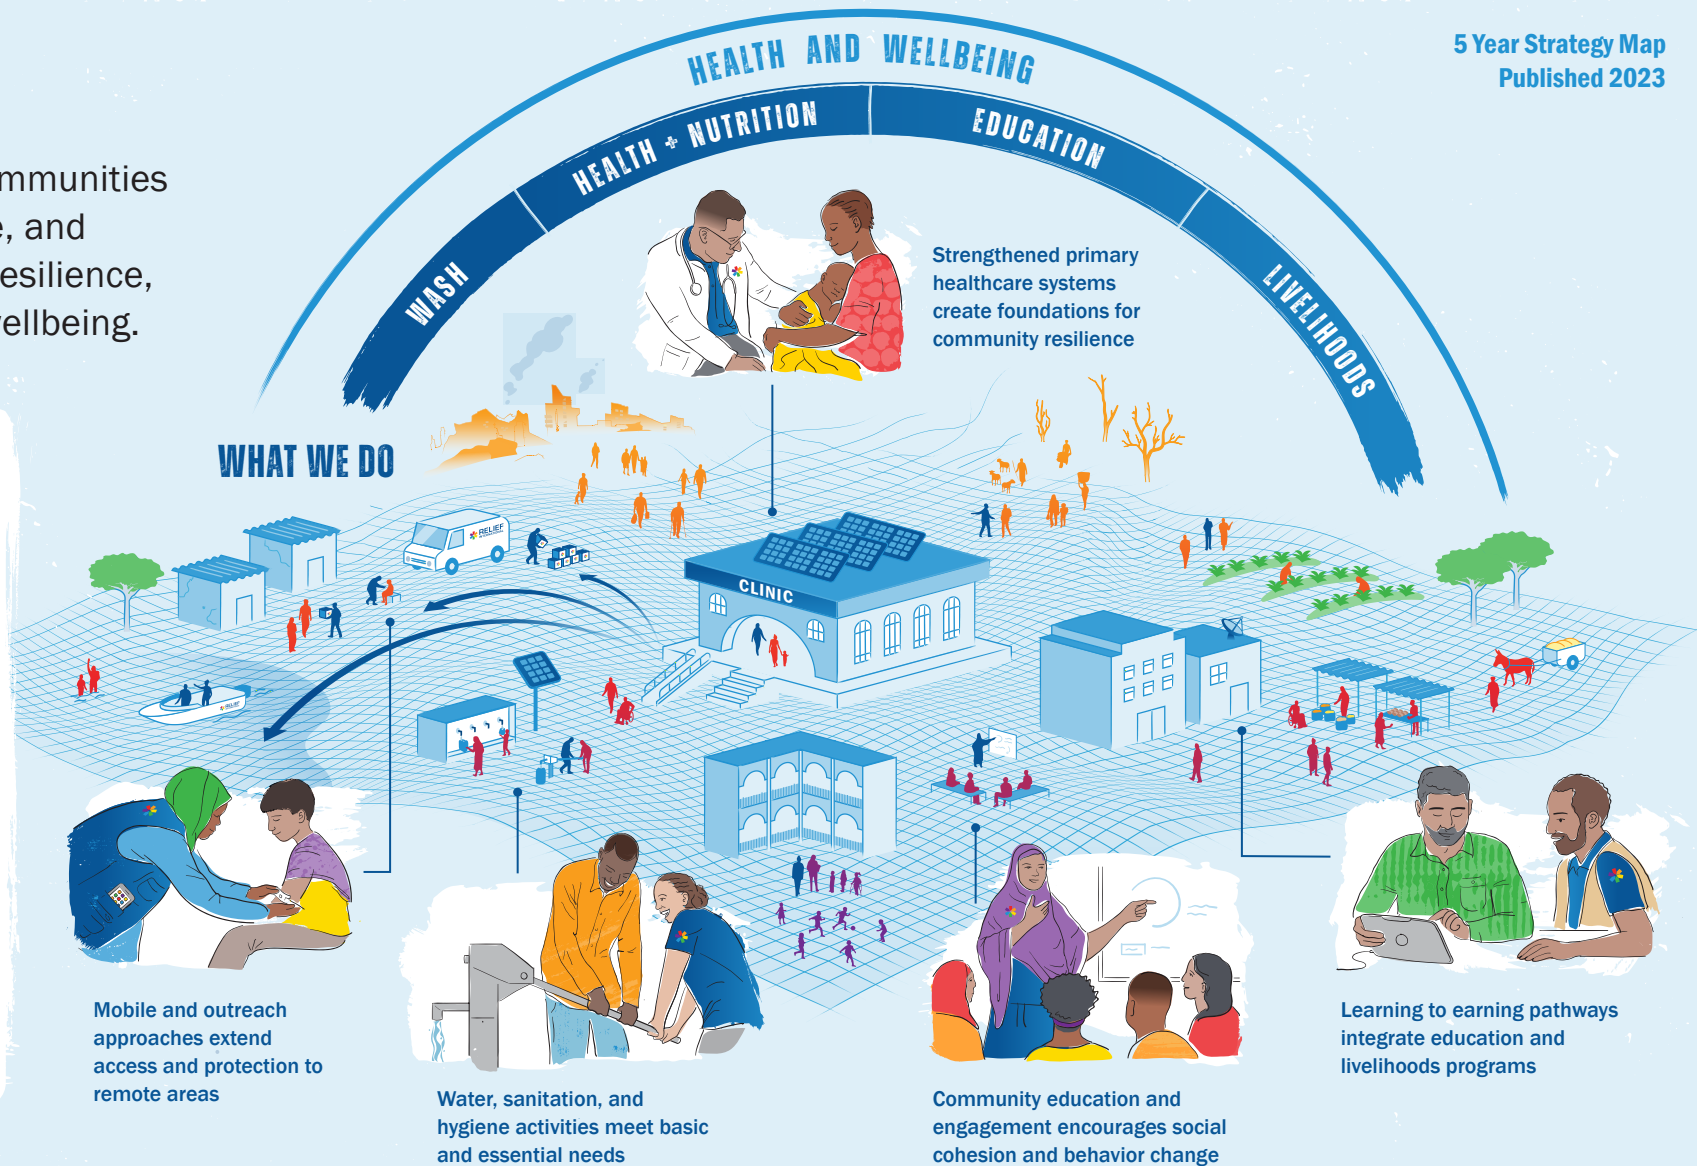 5 Year Strategy Map
Published 2023
HEALTH AND WELLBEING
WASH
HEALTH + NUTRITION
EDUCATION
LIVELIHOODS
and
wellbeing.
Strengthened primary
healthcare systems
create foundations for
community resilience
WHAT WE DO
RELIEF
CLINIC
RELIEF
Mobile and outreach
approaches extend
access and protection to
remote areas
Water, sanitation, and
hygiene activities meet basic
and essential needs
Community education and
engagement encourages social
cohesion and behavior change
Learning to earning pathways
integrate education and
livelihoods programs